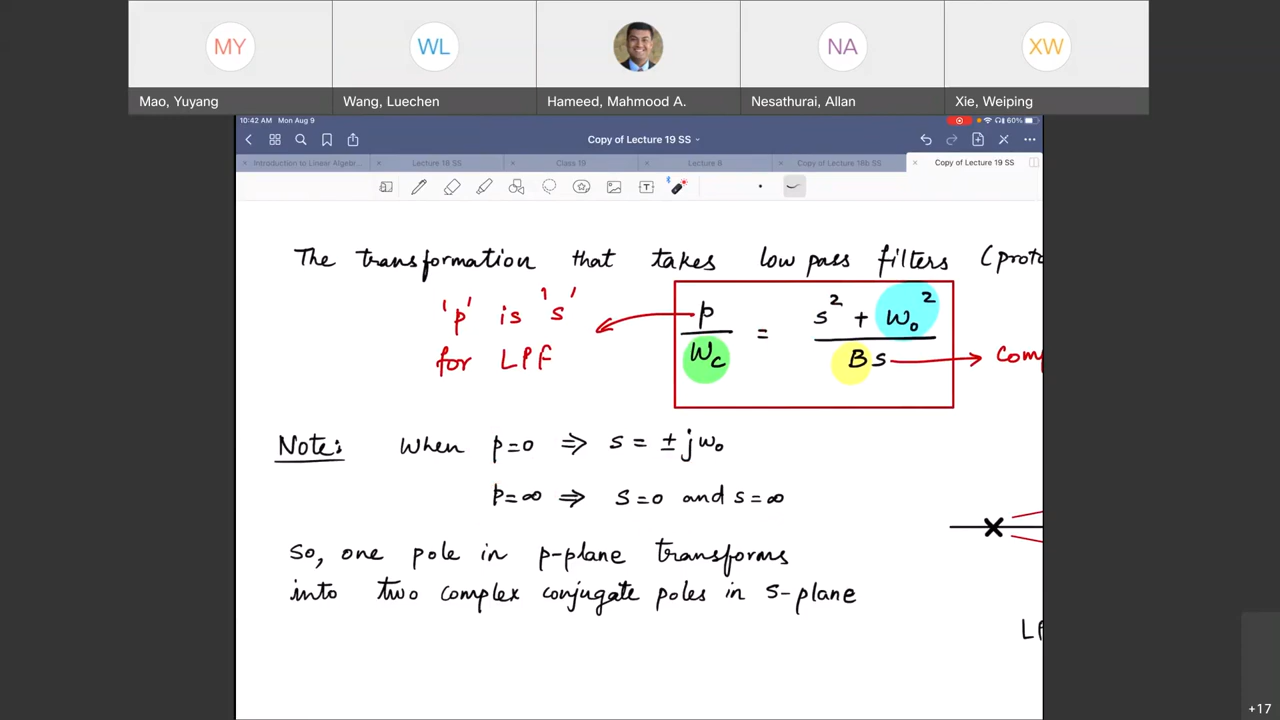 MY
WL
NA
XW
Mao, Yuyang
Wang, Luechen
Hameed, Mahmood A.
Nesathurai, Allan
Xie, Weiping
10:42 AM Mon Aug 9
60%
Copy of Lecture 19 SS
Introduction to Linear Algebr...
Lecture 18 SS
Class 19
Lecture 8
Copy of Lecture 18b SS
Copy of Lecture 19 SS
The transformation that takes low pass filters (proto
'p' is 's'
for LPF
p/ωc = (s² + ω₀²)/(Bs)
Com
Note: When p=0 ⇒ s = ±jω₀
p=∞ ⇒ s=0 and s=∞
So, one pole in p-plane transforms
into two complex conjugate poles in s-plane
LP
+17